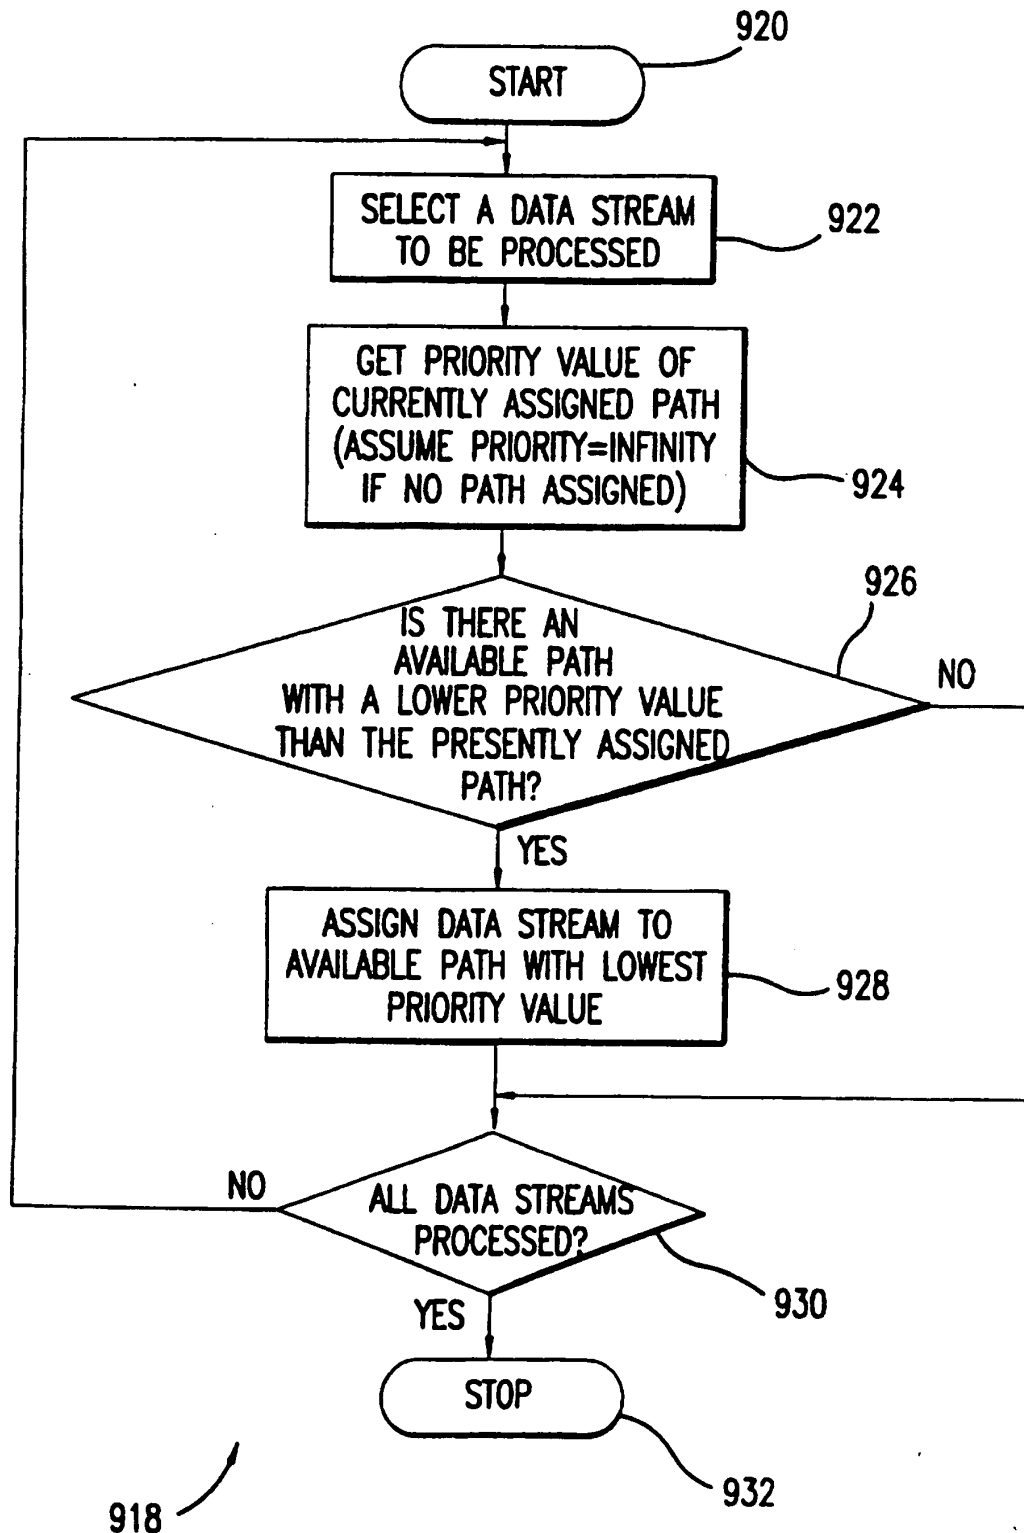 920
START
SELECT A DATA STREAM
TO BE PROCESSED
922
GET PRIORITY VALUE OF
CURRENTLY ASSIGNED PATH
(ASSUME PRIORITY=INFINITY
IF NO PATH ASSIGNED)
924
926
IS THERE AN
AVAILABLE PATH
WITH A LOWER PRIORITY VALUE
THAN THE PRESENTLY ASSIGNED
PATH?
NO
YES
ASSIGN DATA STREAM TO
AVAILABLE PATH WITH LOWEST
PRIORITY VALUE
928
NO
ALL DATA STREAMS
PROCESSED?
930
YES
STOP
932
918